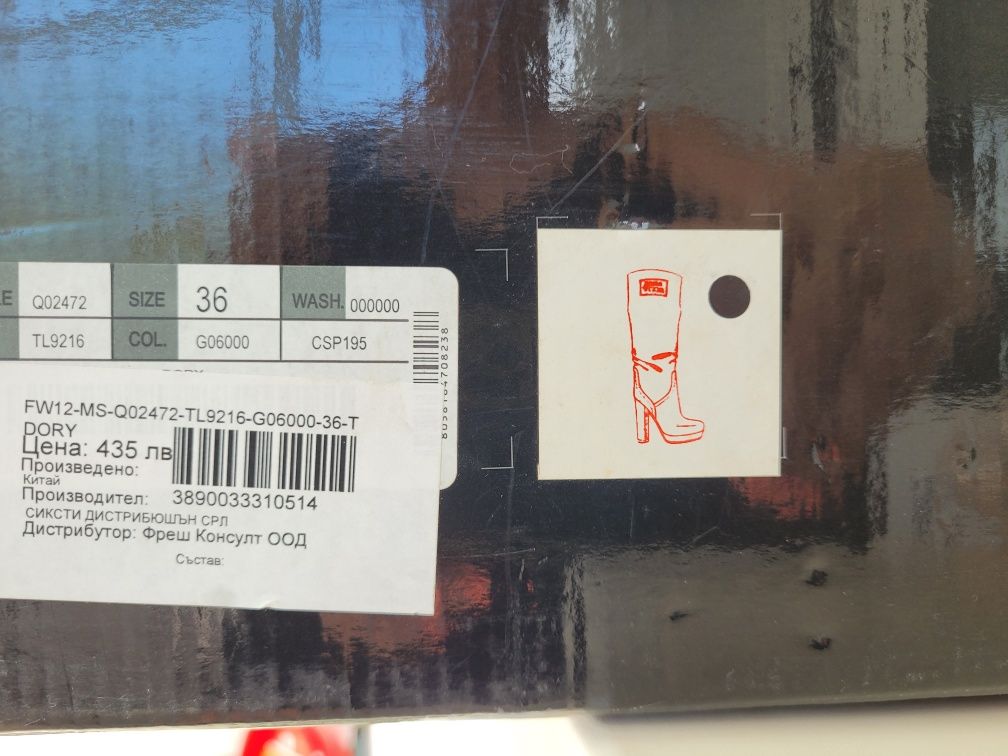 E Q02472 SIZE 36 WASH. 000000
TL9216 COL. G06000 CSP195
FW12-MS-Q02472-TL9216-G06000-36-T
DORY
Цена: 435 лв
Произведено:
Китай
Производител: 3890033310514
СИКСТИ ДИСТРИБЮШЪН СРЛ
Дистрибутор: Фреш Консулт ООД
Състав: